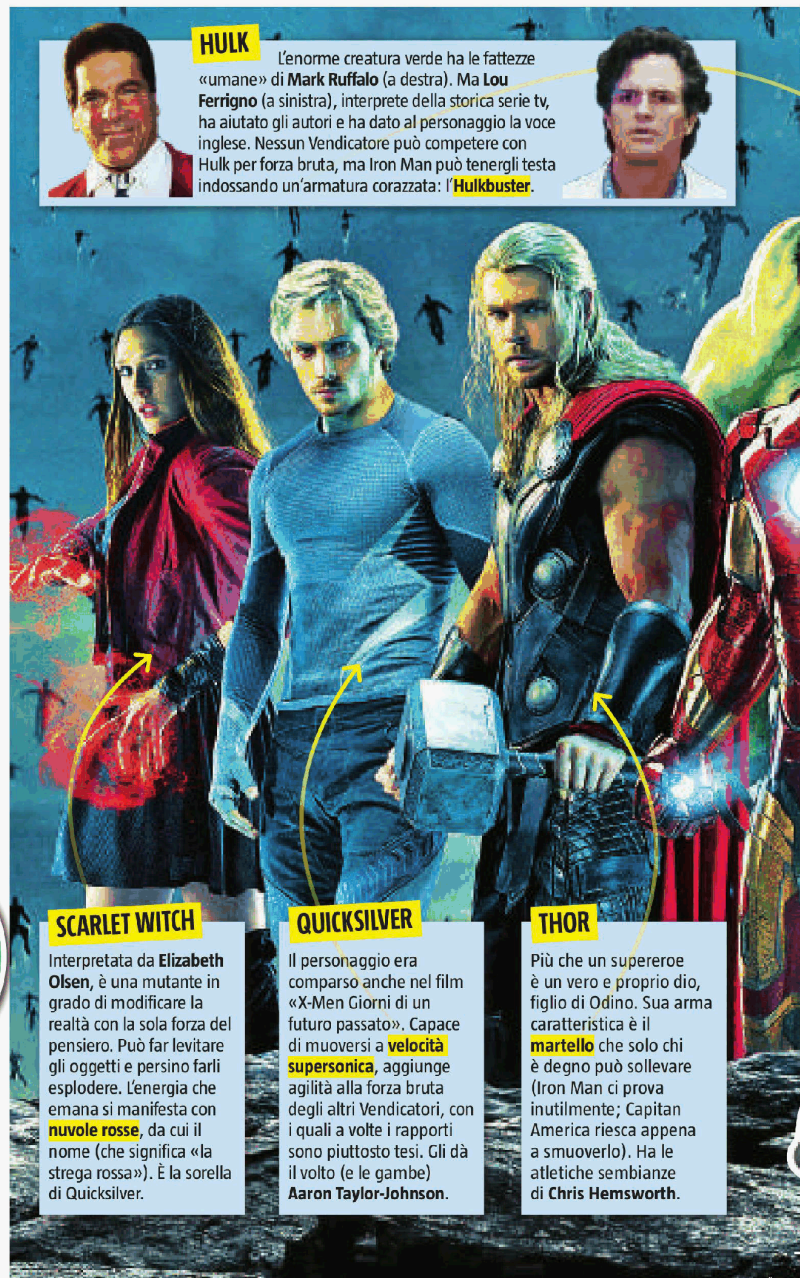 HULK
L'enorme creatura verde ha le fattezze
«umane» di Mark Ruffalo (a destra). Ma Lou
Ferrigno (a sinistra), interprete della storica serie tv,
ha aiutato gli autori e ha dato al personaggio la voce
inglese. Nessun Vendicatore può competere con
Hulk per forza bruta, ma Iron Man può tenergli testa
indossando un'armatura corazzata: l'Hulkbuster.
SCARLET WITCH
Interpretata da Elizabeth
Olsen, è una mutante in
grado di modificare la
realtà con la sola forza del
pensiero. Può far levitare
gli oggetti e persino farli
esplodere. L'energia che
emana si manifesta con
nuvole rosse, da cui il
nome (che significa «la
strega rossa»). È la sorella
di Quicksilver.
QUICKSILVER
Il personaggio era
comparso anche nel film
«X-Men Giorni di un
futuro passato». Capace
di muoversi a velocità
supersonica, aggiunge
agilità alla forza bruta
degli altri Vendicatori, con
i quali a volte i rapporti
sono piuttosto tesi. Gli dà
il volto (e le gambe)
Aaron Taylor-Johnson.
THOR
Più che un supereroe
è un vero e proprio dio,
figlio di Odino. Sua arma
caratteristica è il
martello che solo chi
è degno può sollevare
(Iron Man ci prova
inutilmente; Capitan
America riesca appena
a smuoverlo). Ha le
atletiche sembianze
di Chris Hemsworth.